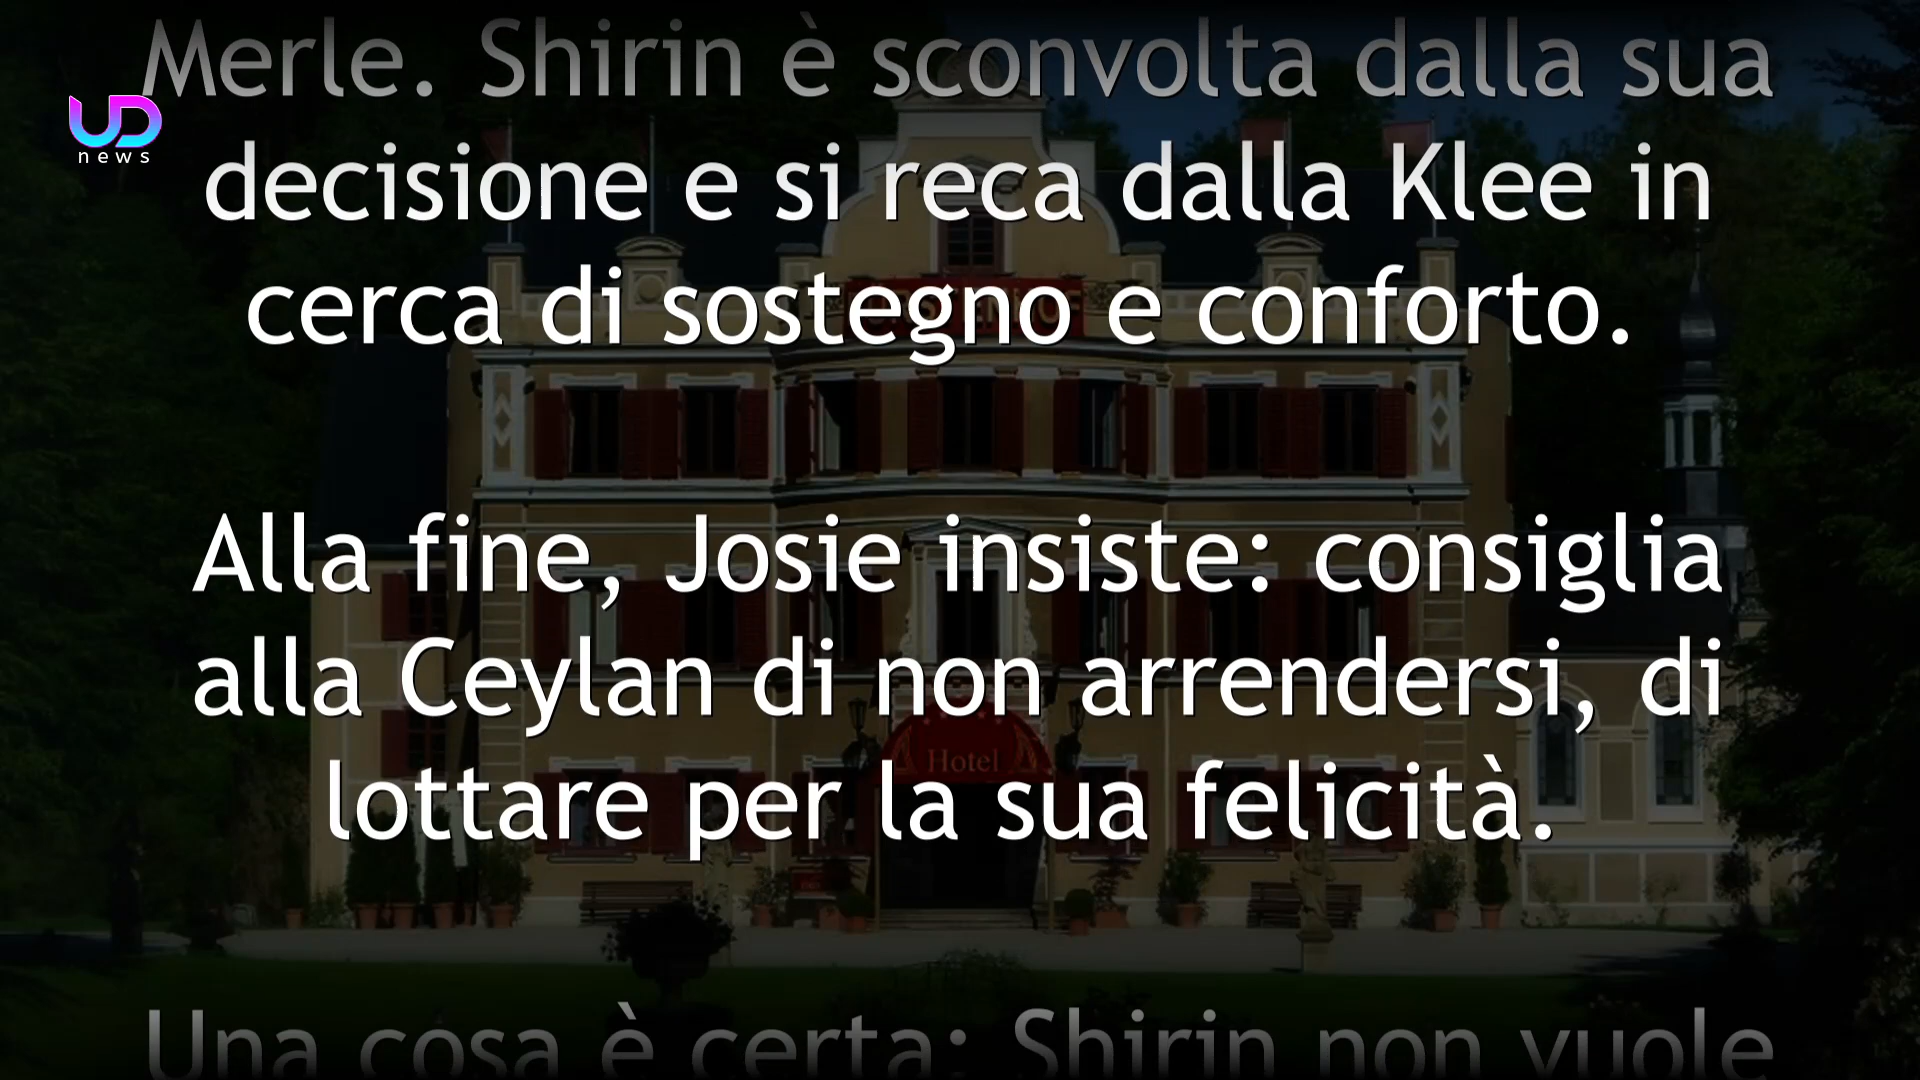 Merle. Shirin è sconvolta dalla sua
UD
news
decisione e si reca dalla Klee in
cerca di sostegno e conforto.
Alla fine, Josie insiste: consiglia
alla Ceylan di non arrendersi, di
lottare per la sua felicità.
Hotel
Una cosa è certa: Shirin non vuole